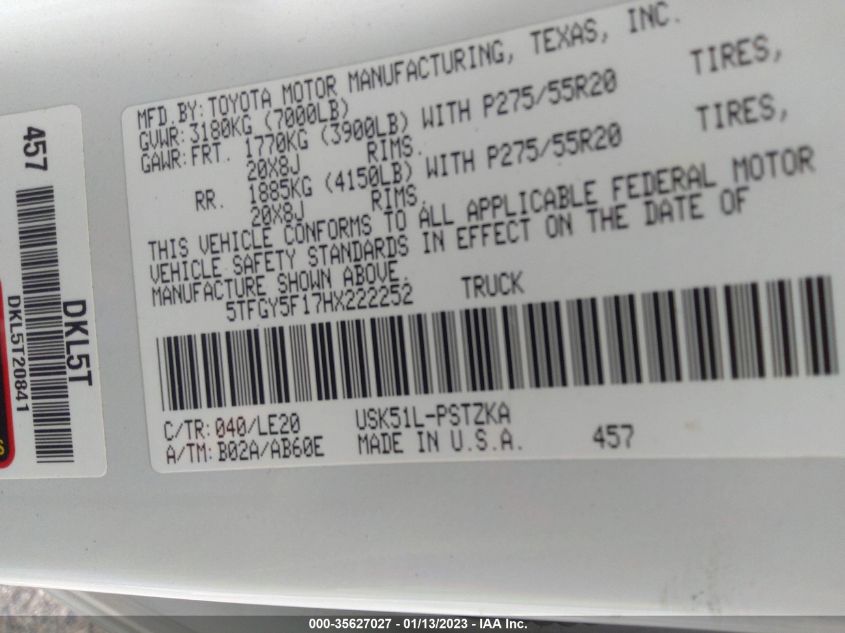 457
DKL5T
DKL5T20841
MFD.BY:TOYOTA MOTOR MANUFACTURING, TEXAS, INC.
GVWR:3180KG (7000LB)
GAWR:FRT. 1770KG (3900LB) WITH P275/55R20 TIRES,
20X8J RIMS.
RR. 1885KG (4150LB) WITH P275/55R20 TIRES,
20X8J RIMS.
THIS VEHICLE CONFORMS TO ALL APPLICABLE FEDERAL MOTOR
VEHICLE SAFETY STANDARDS IN EFFECT ON THE DATE OF
MANUFACTURE SHOWN ABOVE.
5TFGY5F17HX222252 TRUCK
C/TR:040/LE20 USK51L-PSTZKA
A/TM:B02A/AB60E MADE IN U.S.A. 457
000-35627027 - 01/13/2023 - IAA Inc.